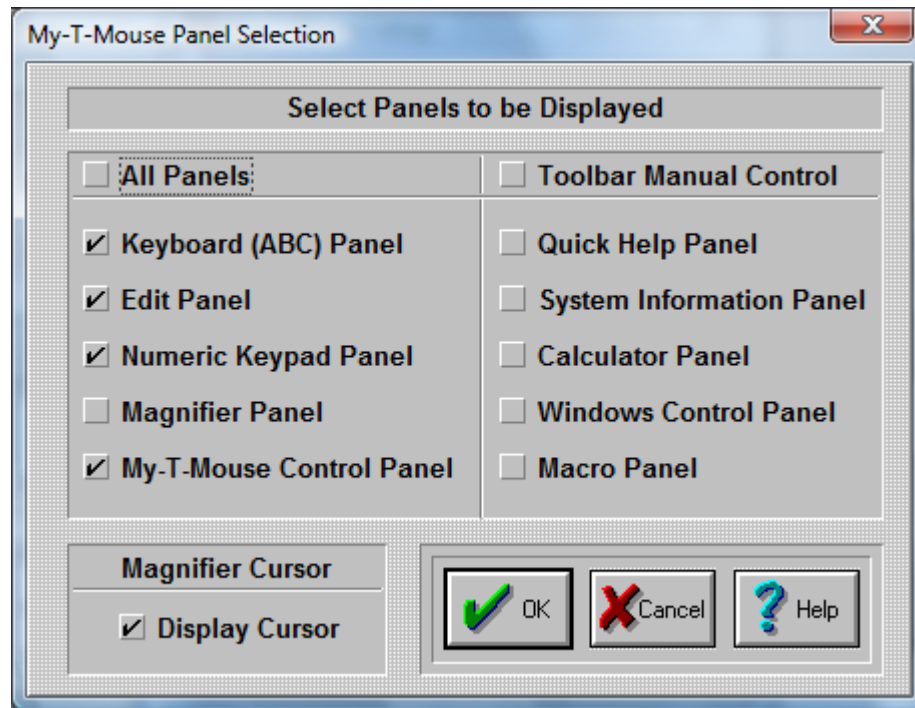 My-T-Mouse Panel Selection
Select Panels to be Displayed
All Panels
Toolbar Manual Control
Keyboard (ABC) Panel
Quick Help Panel
Edit Panel
System Information Panel
Numeric Keypad Panel
Calculator Panel
Magnifier Panel
Windows Control Panel
My-T-Mouse Control Panel
Macro Panel
Magnifier Cursor
Display Cursor
OK
Cancel
Help